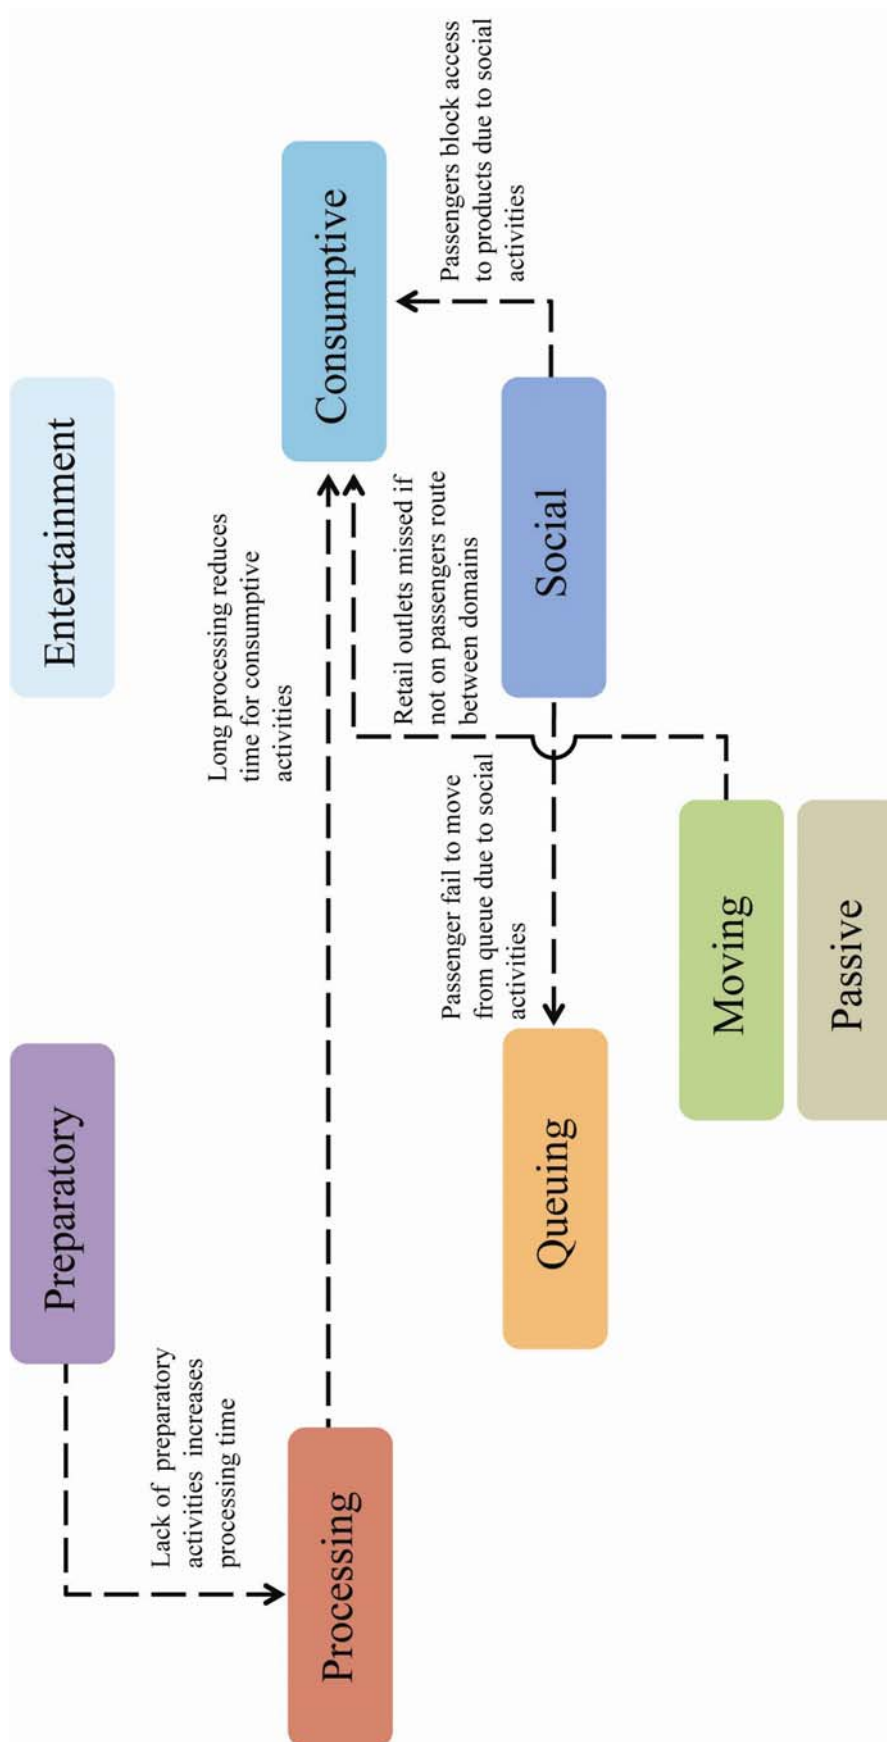 Preparatory
Entertainment
Lack of preparatory
activities increases
processing time
Long processing reduces
time for consumptive
activities
Processing
Consumptive
Retail outlets missed if
not on passengers route
between domains
Passenger fail to move
from queue due to social
activities
Passengers block access
to products due to social
activities
Queuing
Social
Moving
Passive